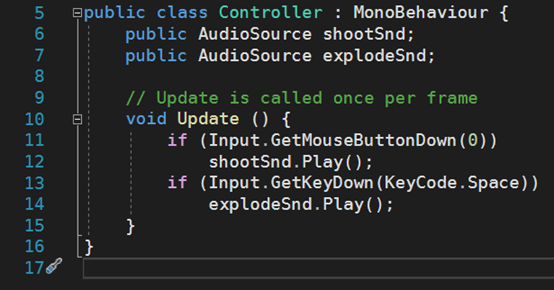 5 public class Controller : MonoBehaviour {
6     public AudioSource shootSnd;
7     public AudioSource explodeSnd;
8
9     // Update is called once per frame
10     void Update () {
11         if (Input.GetMouseButtonDown(0))
12             shootSnd.Play();
13         if (Input.GetKeyDown(KeyCode.Space))
14             explodeSnd.Play();
15     }
16 }
17